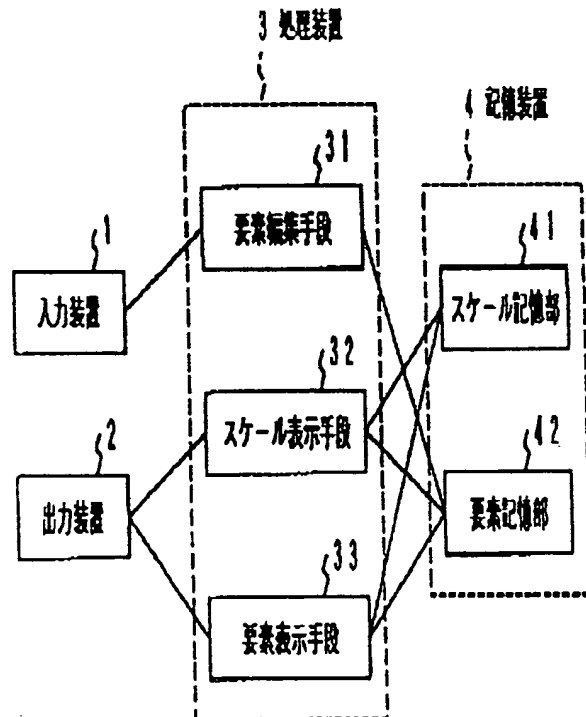 3 処理装置
4 記憶装置
31
要素編集手段
1
入力装置
41
スケール記憶部
32
スケール表示手段
2
出力装置
42
要素記憶部
33
要素表示手段